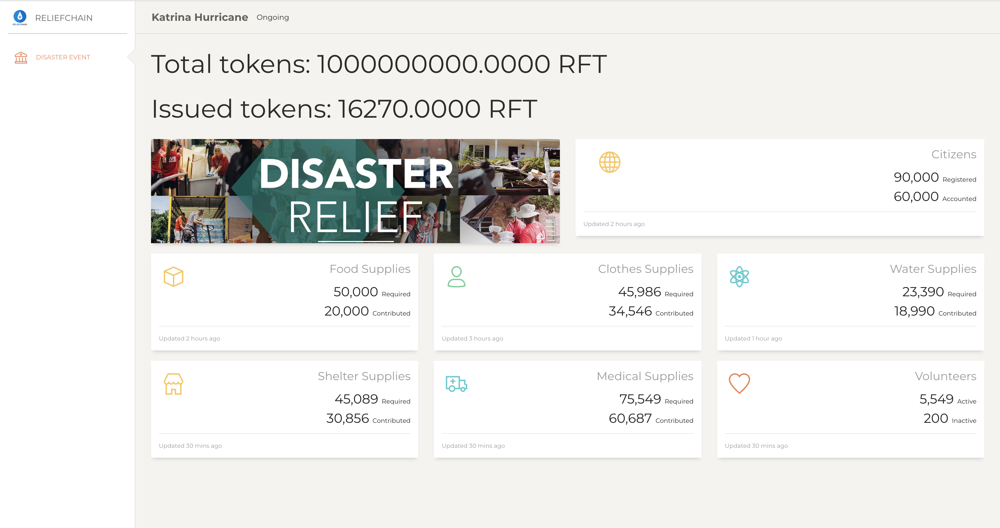 RELIEFCHAIN
RELIEFCHAIN
DISASTER EVENT
Katrina Hurricane Ongoing
Total tokens: 1000000000.0000 RFT
Issued tokens: 16270.0000 RFT
SERVE
DISASTER
RELIEF
Citizens
90,000 Registered
60,000 Accounted
Updated 2 hours ago
Food Supplies
50,000 Required
20,000 Contributed
Updated 2 hours ago
Clothes Supplies
45,986 Required
34,546 Contributed
Updated 3 hours ago
Water Supplies
23,390 Required
18,990 Contributed
Updated 1 hour ago
Shelter Supplies
45,089 Required
30,856 Contributed
Updated 30 mins ago
Medical Supplies
75,549 Required
60,687 Contributed
Updated 30 mins ago
Volunteers
5,549 Active
200 Inactive
Updated 30 mins ago